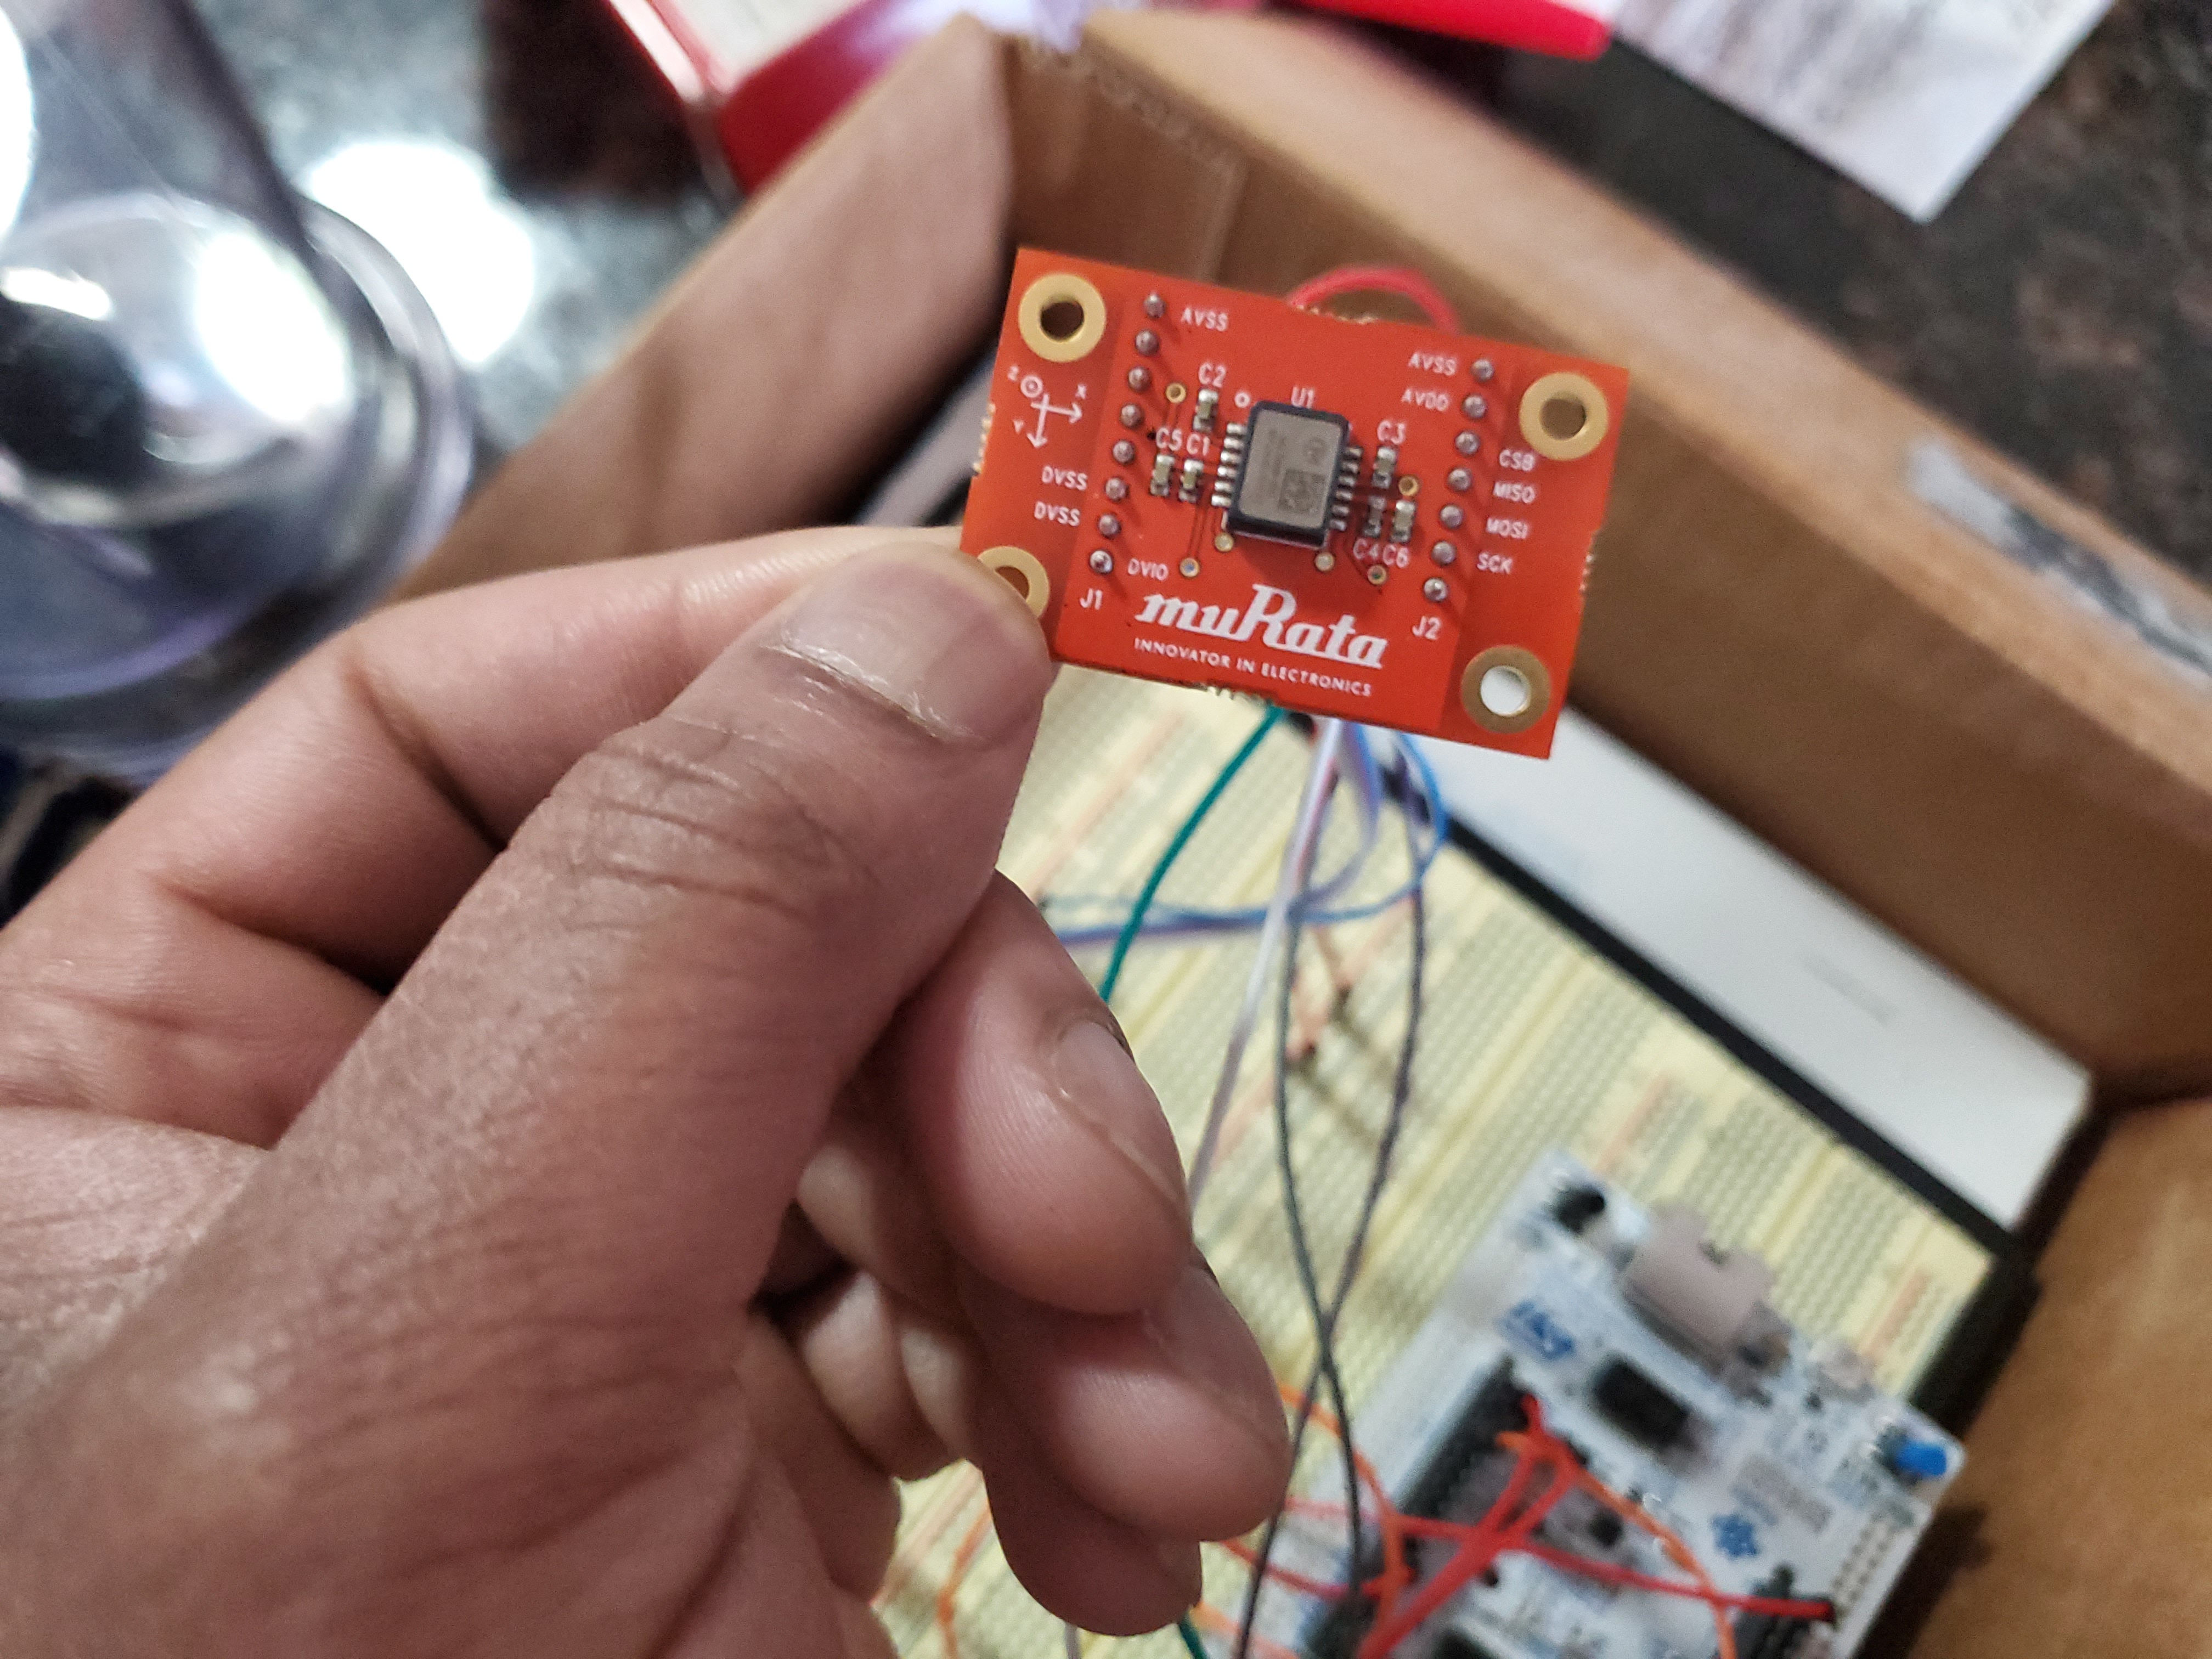 Z
Y
X
DVSS
DVSS
J1
DVIO
AVSS
muRata
INNOVATOR IN ELECTRONICS
C5
C1
C2
U1
C4
C6
C3
J2
AVDD
AVSS
SCK
MOSI
MISO
CSB